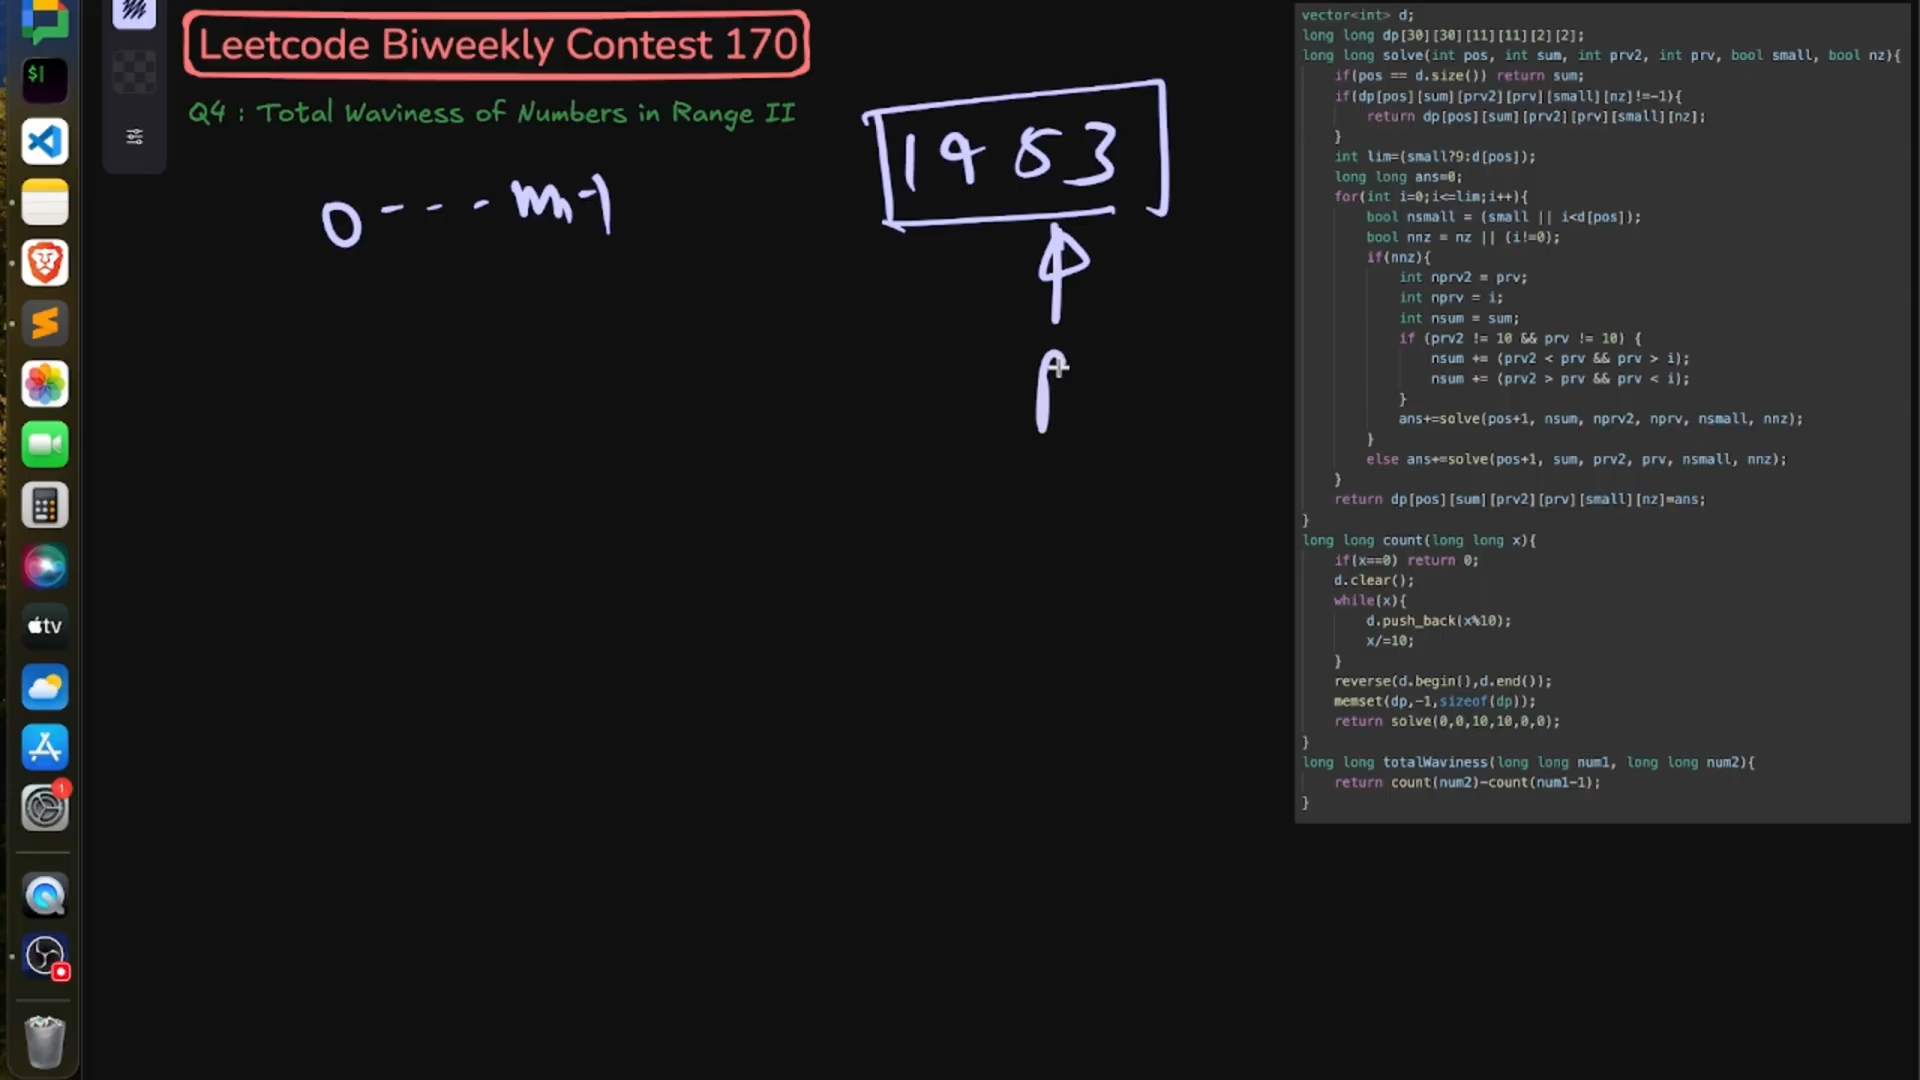 Leetcode Biweekly Contest 170
Q4 : Total Waviness of Numbers in Range II
0 - - - m-1
1953
$
tv
1
vector<int> d;
long long dp[30][30][11][11][2][2];
long long solve(int pos, int sum, int prv2, int prv, bool small, bool nz){
if(pos == d.size()) return sum;
if(dp[pos][sum][prv2][prv][small][nz]!=-1){
return dp[pos][sum][prv2][prv][small][nz];
}
int lim=(small?9:d[pos]);
long long ans=0;
for(int i=0;i<=lim;i++){
bool nsmall = (small || i<d[pos]);
bool nnz = nz || (i!=0);
if(nnz){
int nprv2 = prv;
int nprv = i;
int nsum = sum;
if (prv2 != 10 && prv != 10) {
nsum += (prv2 < prv && prv > i);
nsum += (prv2 > prv && prv < i);
}
ans+=solve(pos+1, nsum, nprv2, nprv, nsmall, nnz);
}
else ans+=solve(pos+1, sum, prv2, prv, nsmall, nnz);
}
return dp[pos][sum][prv2][prv][small][nz]=ans;
}
long long count(long long x){
if(x==0) return 0;
d.clear();
while(x){
d.push_back(x%10);
x/=10;
}
reverse(d.begin(),d.end());
memset(dp,-1,sizeof(dp));
return solve(0,0,10,10,0,0);
}
long long totalWaviness(long long num1, long long num2){
return count(num2)-count(num1-1);
}